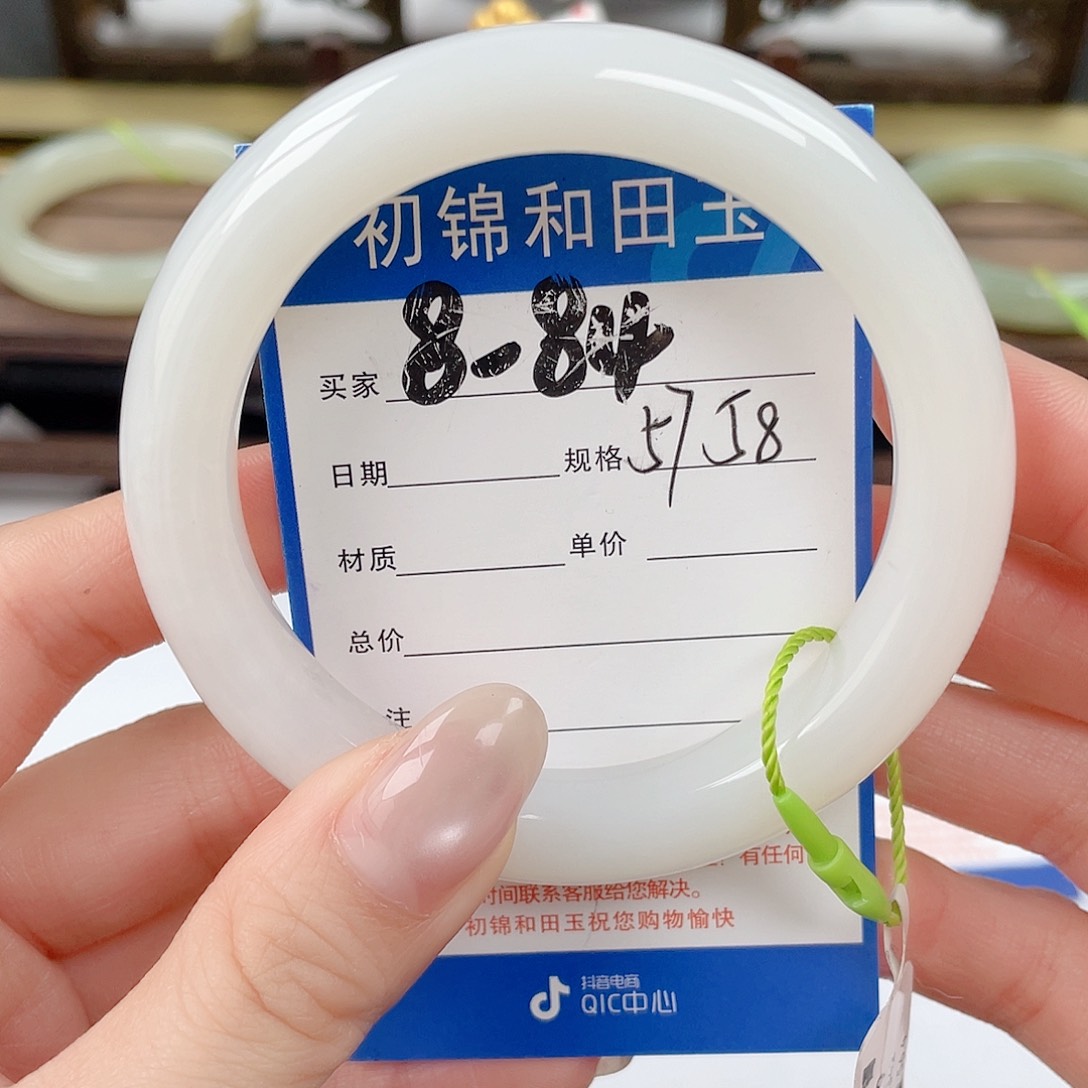 初锦和田玉
买家 8-84
日期 规格 57 58
材质 单价
总价
注
有任何
时间联系客服给您解决。
初锦和田玉祝您购物愉快
抖音电商
QIC中心